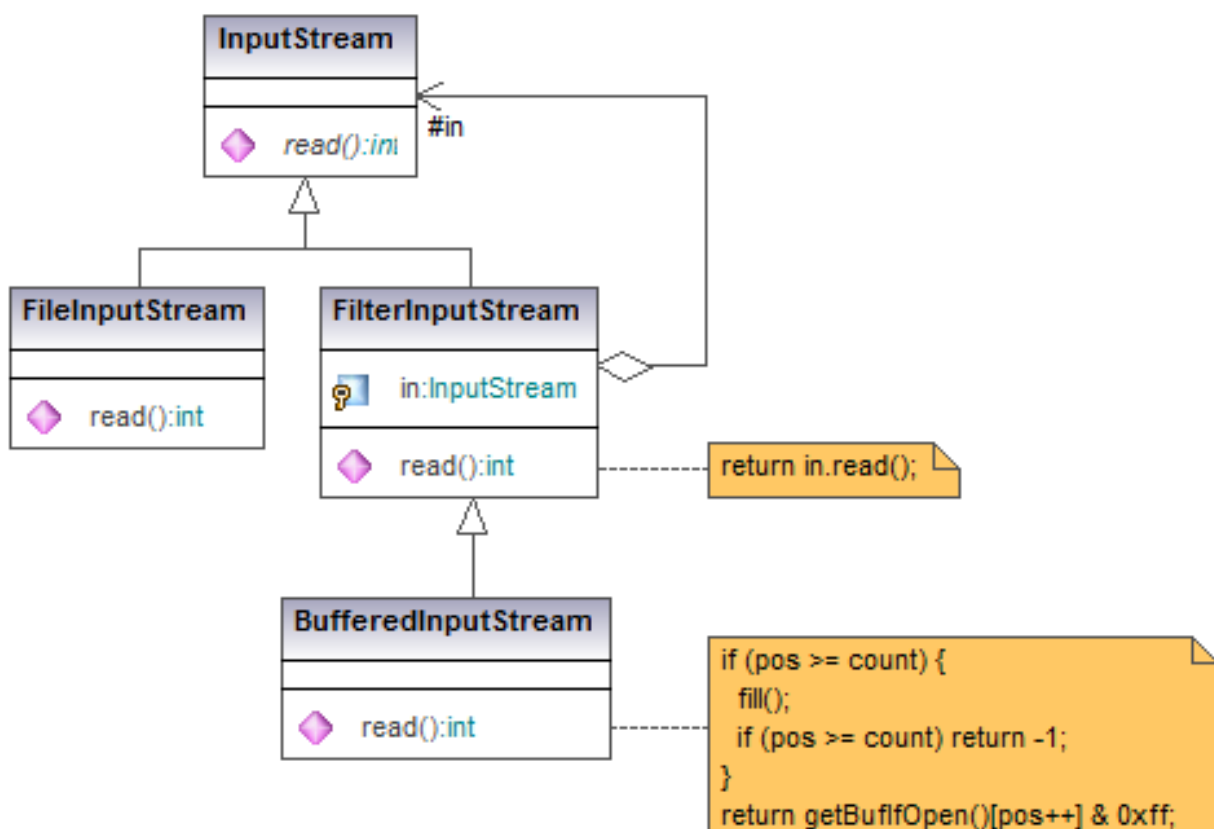 InputStream
read():int
#in
FileInputStream
read():int
FilterInputStream
in:InputStream
read():int
return in.read();
BufferedInputStream
read():int
if (pos >= count) {
fill();
if (pos >= count) return -1;
}
return getBufIfOpen()[pos++] & 0xff;